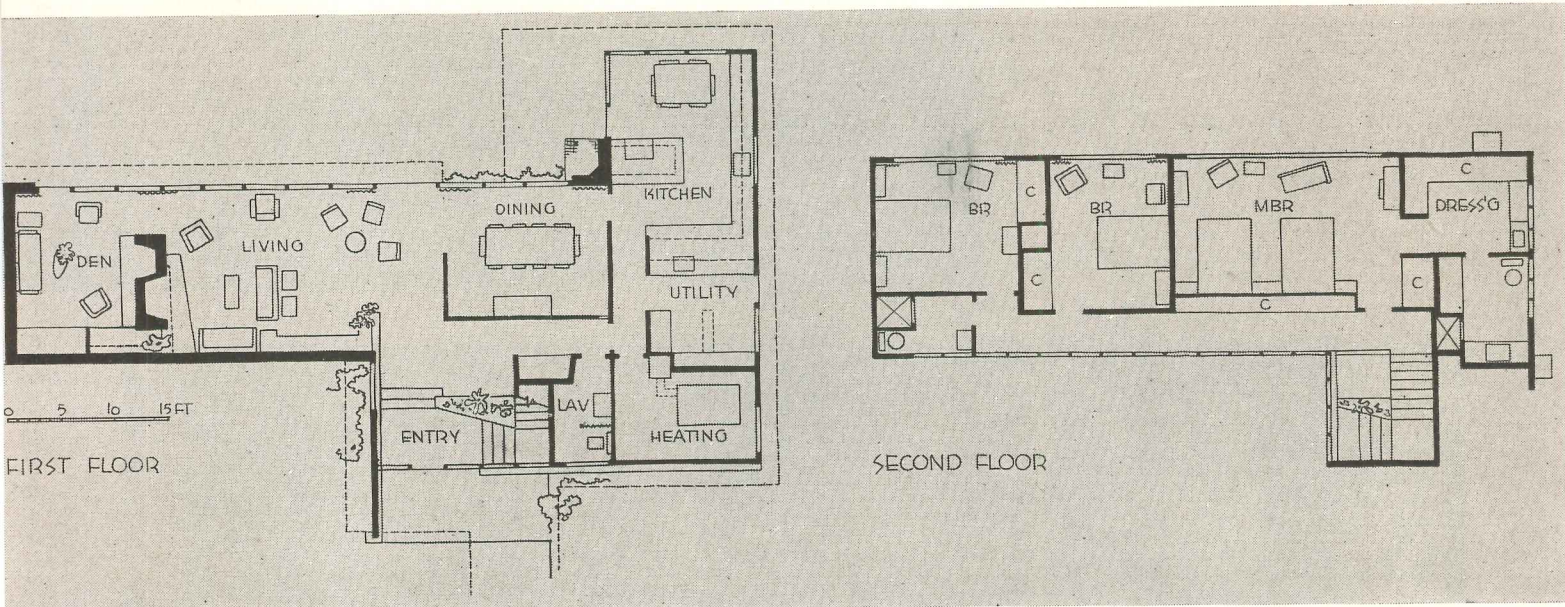 KITCHEN
DINING
LIVING
DEN
UTILITY
LAV
ENTRY
HEATING
0 5 10 15 FT
FIRST FLOOR
C
BR
BR
MBR
C
DRESS'G
C
C
C
SECOND FLOOR